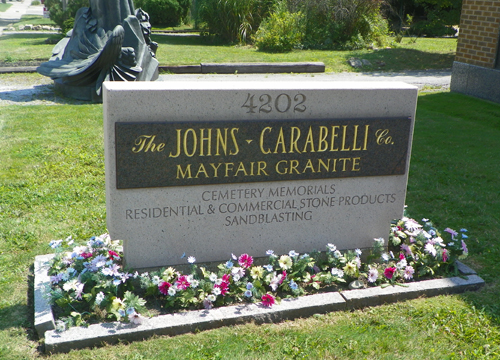 4202
The JOHNS - CARABELLI Co.
MAYFAIR GRANITE
CEMETERY MEMORIALS
RESIDENTIAL & COMMERCIAL STONE PRODUCTS
SANDBLASTING